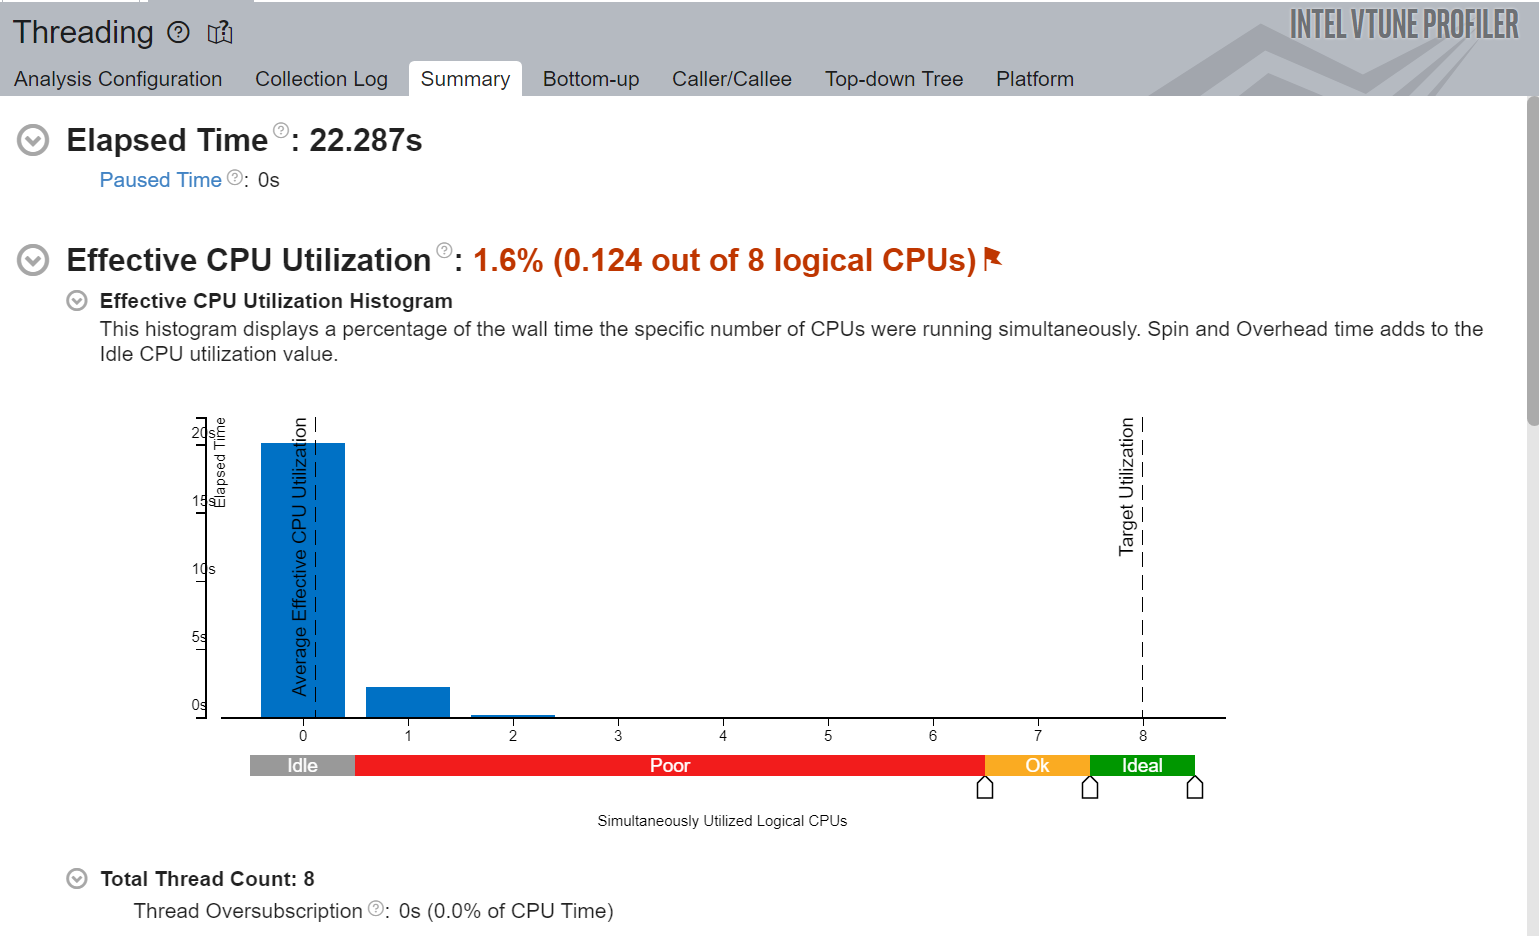 Threading ? ?
INTEL VTUNE PROFILER
Analysis Configuration Collection Log Summary Bottom-up Caller/Callee Top-down Tree Platform
Elapsed Time ?: 22.287s
Paused Time ?: 0s
Effective CPU Utilization ?: 1.6% (0.124 out of 8 logical CPUs)
Effective CPU Utilization Histogram
This histogram displays a percentage of the wall time the specific number of CPUs were running simultaneously. Spin and Overhead time adds to the
Idle CPU utilization value.
Elapsed Time
20s
15s
10s
5s
0s
Average Effective CPU Utilization
Target Utilization
0 1 2 3 4 5 6 7 8
Idle Poor Ok Ideal
Simultaneously Utilized Logical CPUs
Total Thread Count: 8
Thread Oversubscription ?: 0s (0.0% of CPU Time)